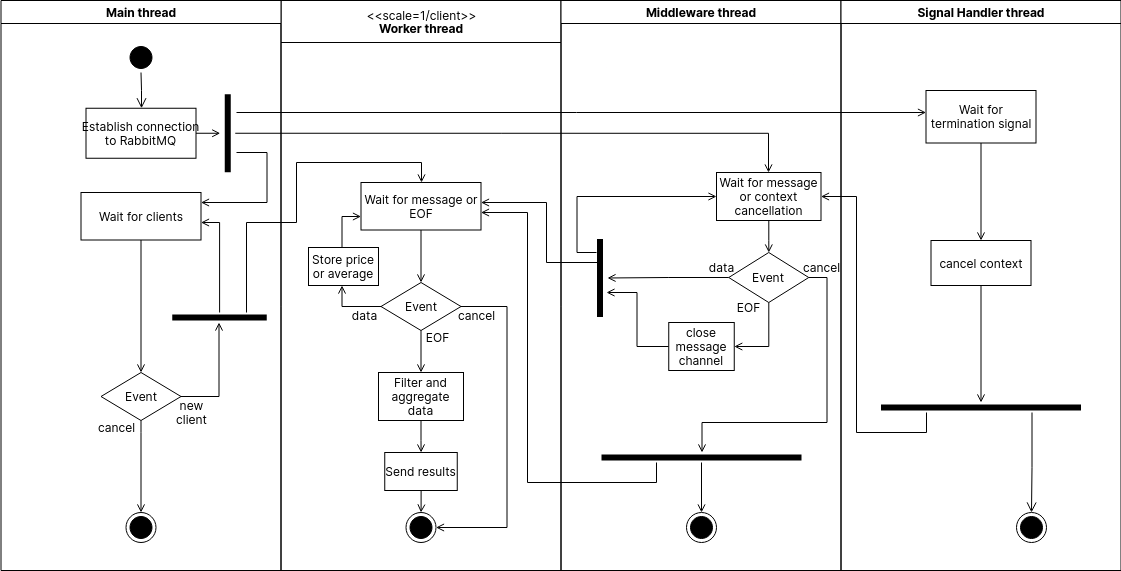 Main thread
<<scale=1/client>>
Worker thread
Middleware thread
Signal Handler thread
Establish connection
to RabbitMQ
Wait for
termination signal
Wait for clients
Wait for message or
EOF
Wait for message
or context
cancellation
Store price
or average
cancel context
Event
data
cancel
EOF
Event
data
cancel
EOF
close
message
channel
Event
new
client
cancel
Filter and
aggregate
data
Send results